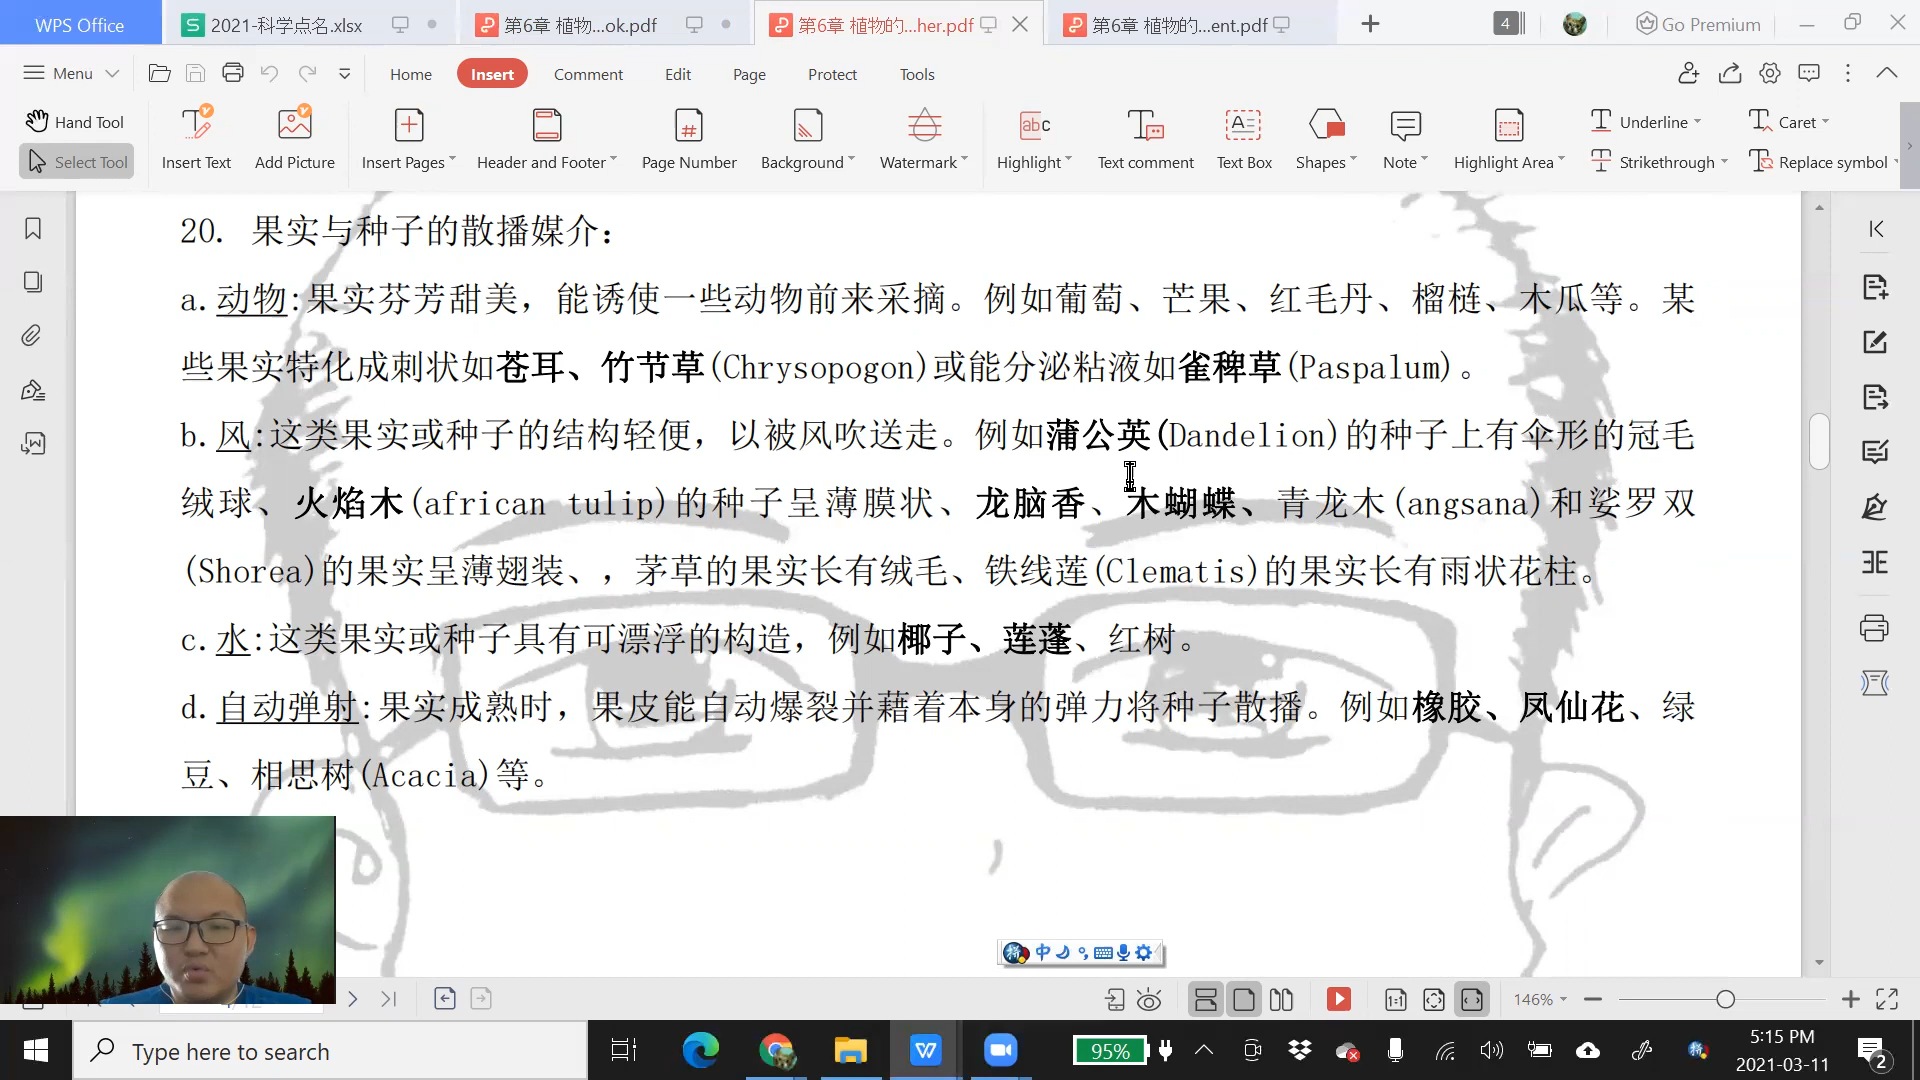 WPS Office
2021-科学点名.xlsx
第6章 植物...ok.pdf
第6章 植物的...her.pdf
第6章 植物的...ent.pdf
4
Go Premium
Menu
Home
Insert
Comment
Edit
Page
Protect
Tools
Hand Tool
Select Tool
Insert Text
Add Picture
Insert Pages
Header and Footer
Page Number
Background
Watermark
Highlight
Text comment
Text Box
Shapes
Note
Highlight Area
Underline
Strikethrough
Caret
Replace symbol
20. 果实与种子的散播媒介：
a.动物:果实芬芳甜美，能诱使一些动物前来采摘。例如葡萄、芒果、红毛丹、榴梿、木瓜等。某
些果实特化成刺状如苍耳、竹节草(Chrysopogon)或能分泌粘液如雀稗草(Paspalum)。
b.风:这类果实或种子的结构轻便，以被风吹送走。例如蒲公英(Dandelion)的种子上有伞形的冠毛
绒球、火焰木(african tulip)的种子呈薄膜状、龙脑香、木蝴蝶、青龙木(angsana)和娑罗双
(Shorea)的果实呈薄翅装、，茅草的果实长有绒毛、铁线莲(Clematis)的果实长有雨状花柱。
c.水:这类果实或种子具有可漂浮的构造，例如椰子、莲蓬、红树。
d.自动弹射:果实成熟时，果皮能自动爆裂并藉着本身的弹力将种子散播。例如橡胶、凤仙花、绿
豆、相思树(Acacia)等。
中
146%
Type here to search
95%
5:15 PM
2021-03-11
2